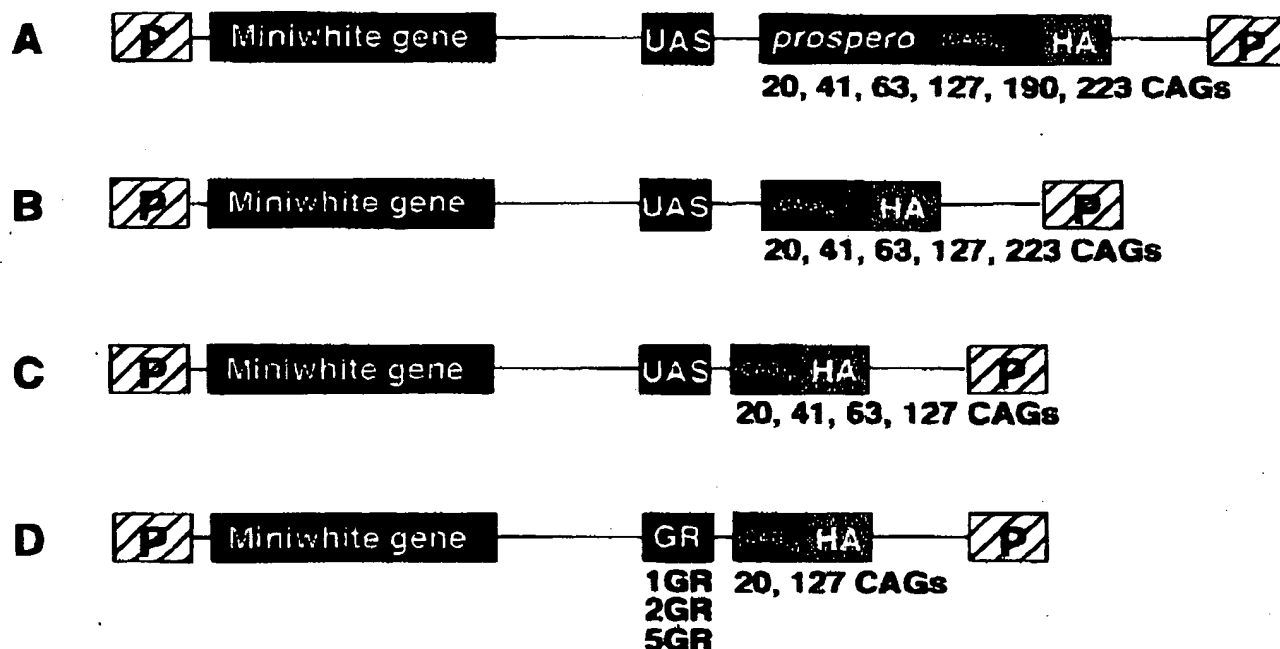 A P Miniwhite gene UAS prospero (CAG)n HA P
20, 41, 63, 127, 190, 223 CAGs
B P Miniwhite gene UAS HA P
20, 41, 63, 127, 223 CAGs
C P Miniwhite gene UAS HA P
20, 41, 63, 127 CAGs
D P Miniwhite gene GR HA P
1GR 20, 127 CAGs
2GR
5GR